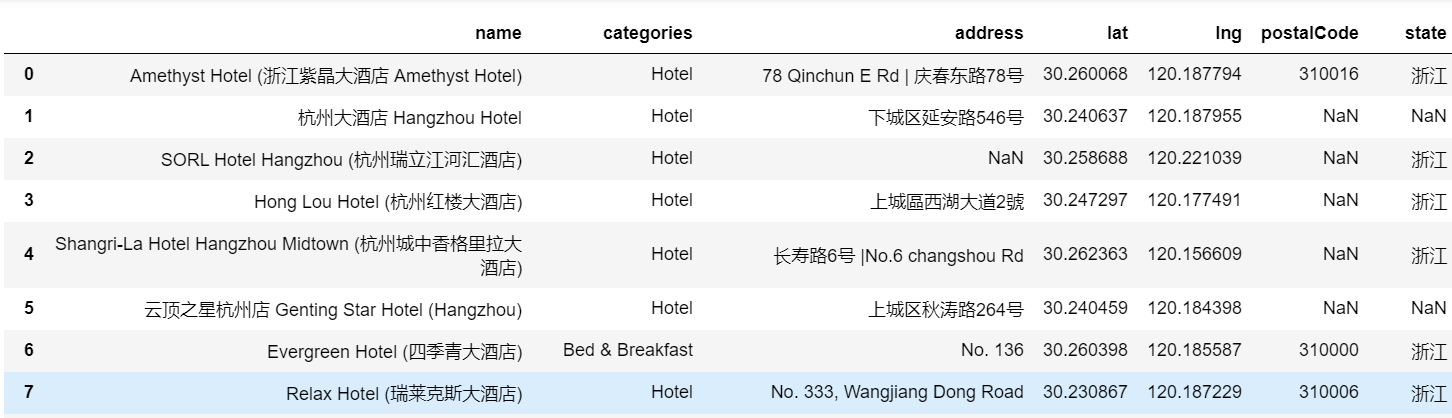 name categories address lat lng postalCode state
0 Amethyst Hotel (浙江紫晶大酒店 Amethyst Hotel) Hotel 78 Qinchun E Rd | 庆春东路78号 30.260068 120.187794 310016 浙江
1 杭州大酒店 Hangzhou Hotel Hotel 下城区延安路546号 30.240637 120.187955 NaN NaN
2 SORL Hotel Hangzhou (杭州瑞立江河汇酒店) Hotel NaN 30.258688 120.221039 NaN 浙江
3 Hong Lou Hotel (杭州红楼大酒店) Hotel 上城區西湖大道2號 30.247297 120.177491 NaN 浙江
4 Shangri-La Hotel Hangzhou Midtown (杭州城中香格里拉大
酒店) Hotel 长寿路6号 |No.6 changshou Rd 30.262363 120.156609 NaN 浙江
5 云顶之星杭州店 Genting Star Hotel (Hangzhou) Hotel 上城区秋涛路264号 30.240459 120.184398 NaN NaN
6 Evergreen Hotel (四季青大酒店) Bed & Breakfast No. 136 30.260398 120.185587 310000 浙江
7 Relax Hotel (瑞莱克斯大酒店) Hotel No. 333, Wangjiang Dong Road 30.230867 120.187229 310006 浙江